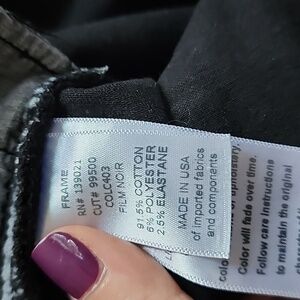 FRAME
RN# 139021
CUT# 99500
COLC403
FILM NOIR
91.5% COTTON
6% POLYESTER
2.5% ELASTANE
MADE IN USA
of imported fabrics
and components
upholstery.
Color will fade over time.
Follow care instructions
to maintain the original